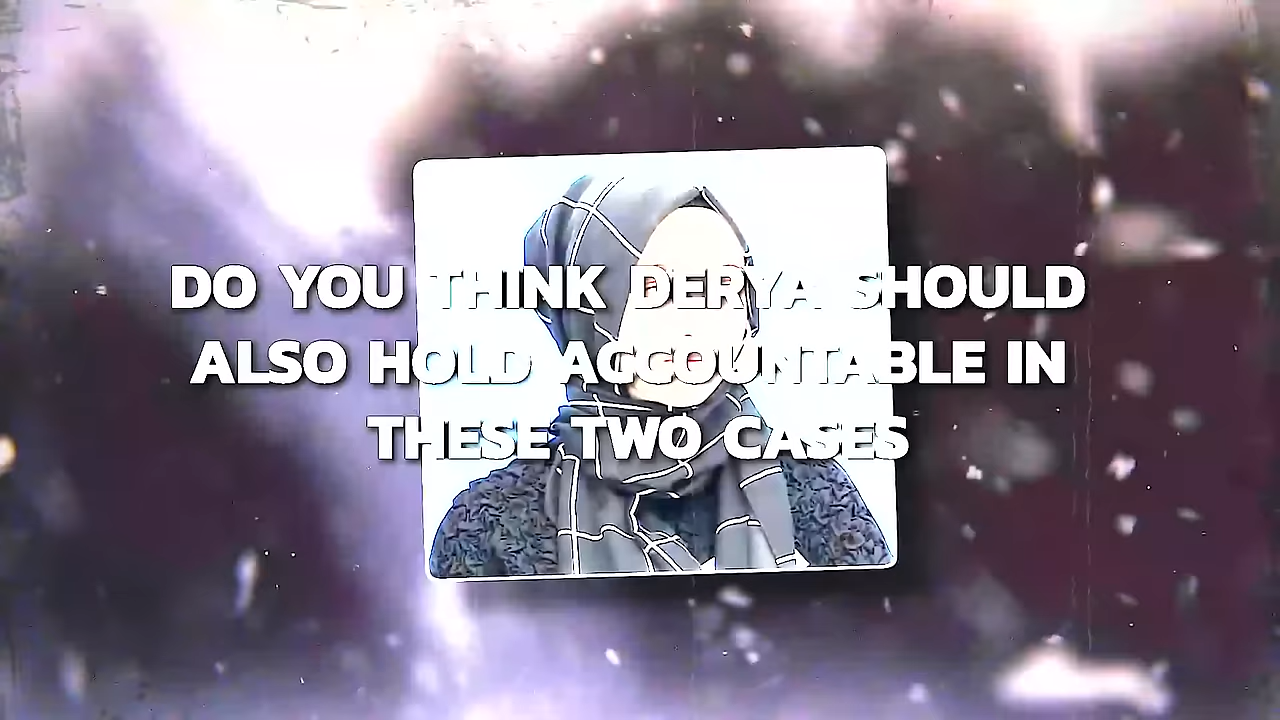 DO YOU THINK DERYA SHOULD
ALSO HOLD ACCOUNTABLE IN
THESE TWO CASES